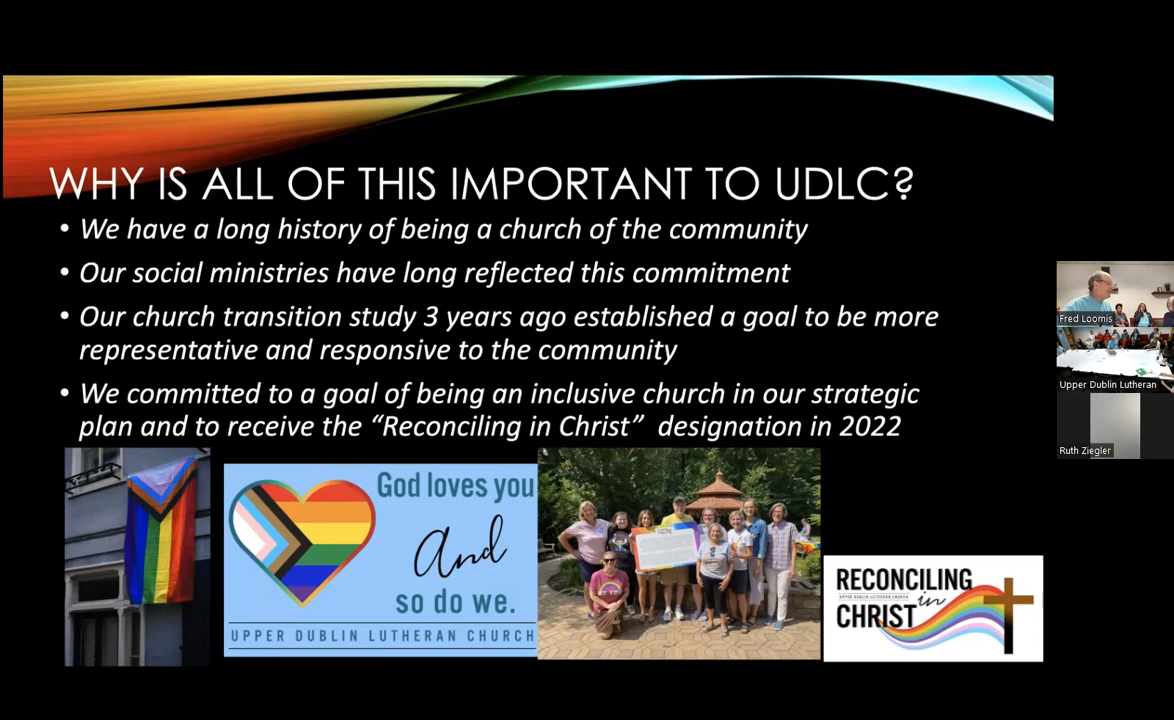 WHY IS ALL OF THIS IMPORTANT TO UDLC?
• We have a long history of being a church of the community
• Our social ministries have long reflected this commitment
• Our church transition study 3 years ago established a goal to be more
representative and responsive to the community
• We committed to a goal of being an inclusive church in our strategic
plan and to receive the “Reconciling in Christ” designation in 2022
God loves you
And
so do we.
UPPER DUBLIN LUTHERAN CHURCH
RECONCILING
UPPER DUBLIN LUTHERAN CHURCH
in
CHRIST
Fred Loomis
Upper Dublin Lutheran
Ruth Ziegler